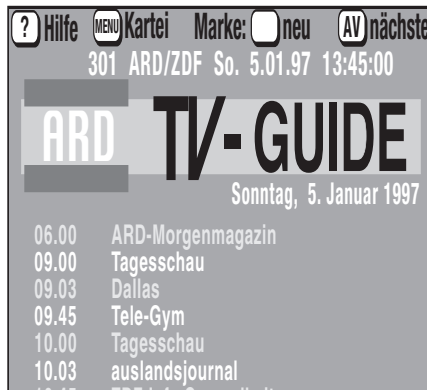 ? Hilfe MENU Kartei Marke: neu AV nächste
301 ARD/ZDF So. 5.01.97 13:45:00
ARD TV-GUIDE
Sonntag, 5. Januar 1997
06.00 ARD-Morgenmagazin
09.00 Tagesschau
09.03 Dallas
09.45 Tele-Gym
10.00 Tagesschau
10.03 auslandsjournal